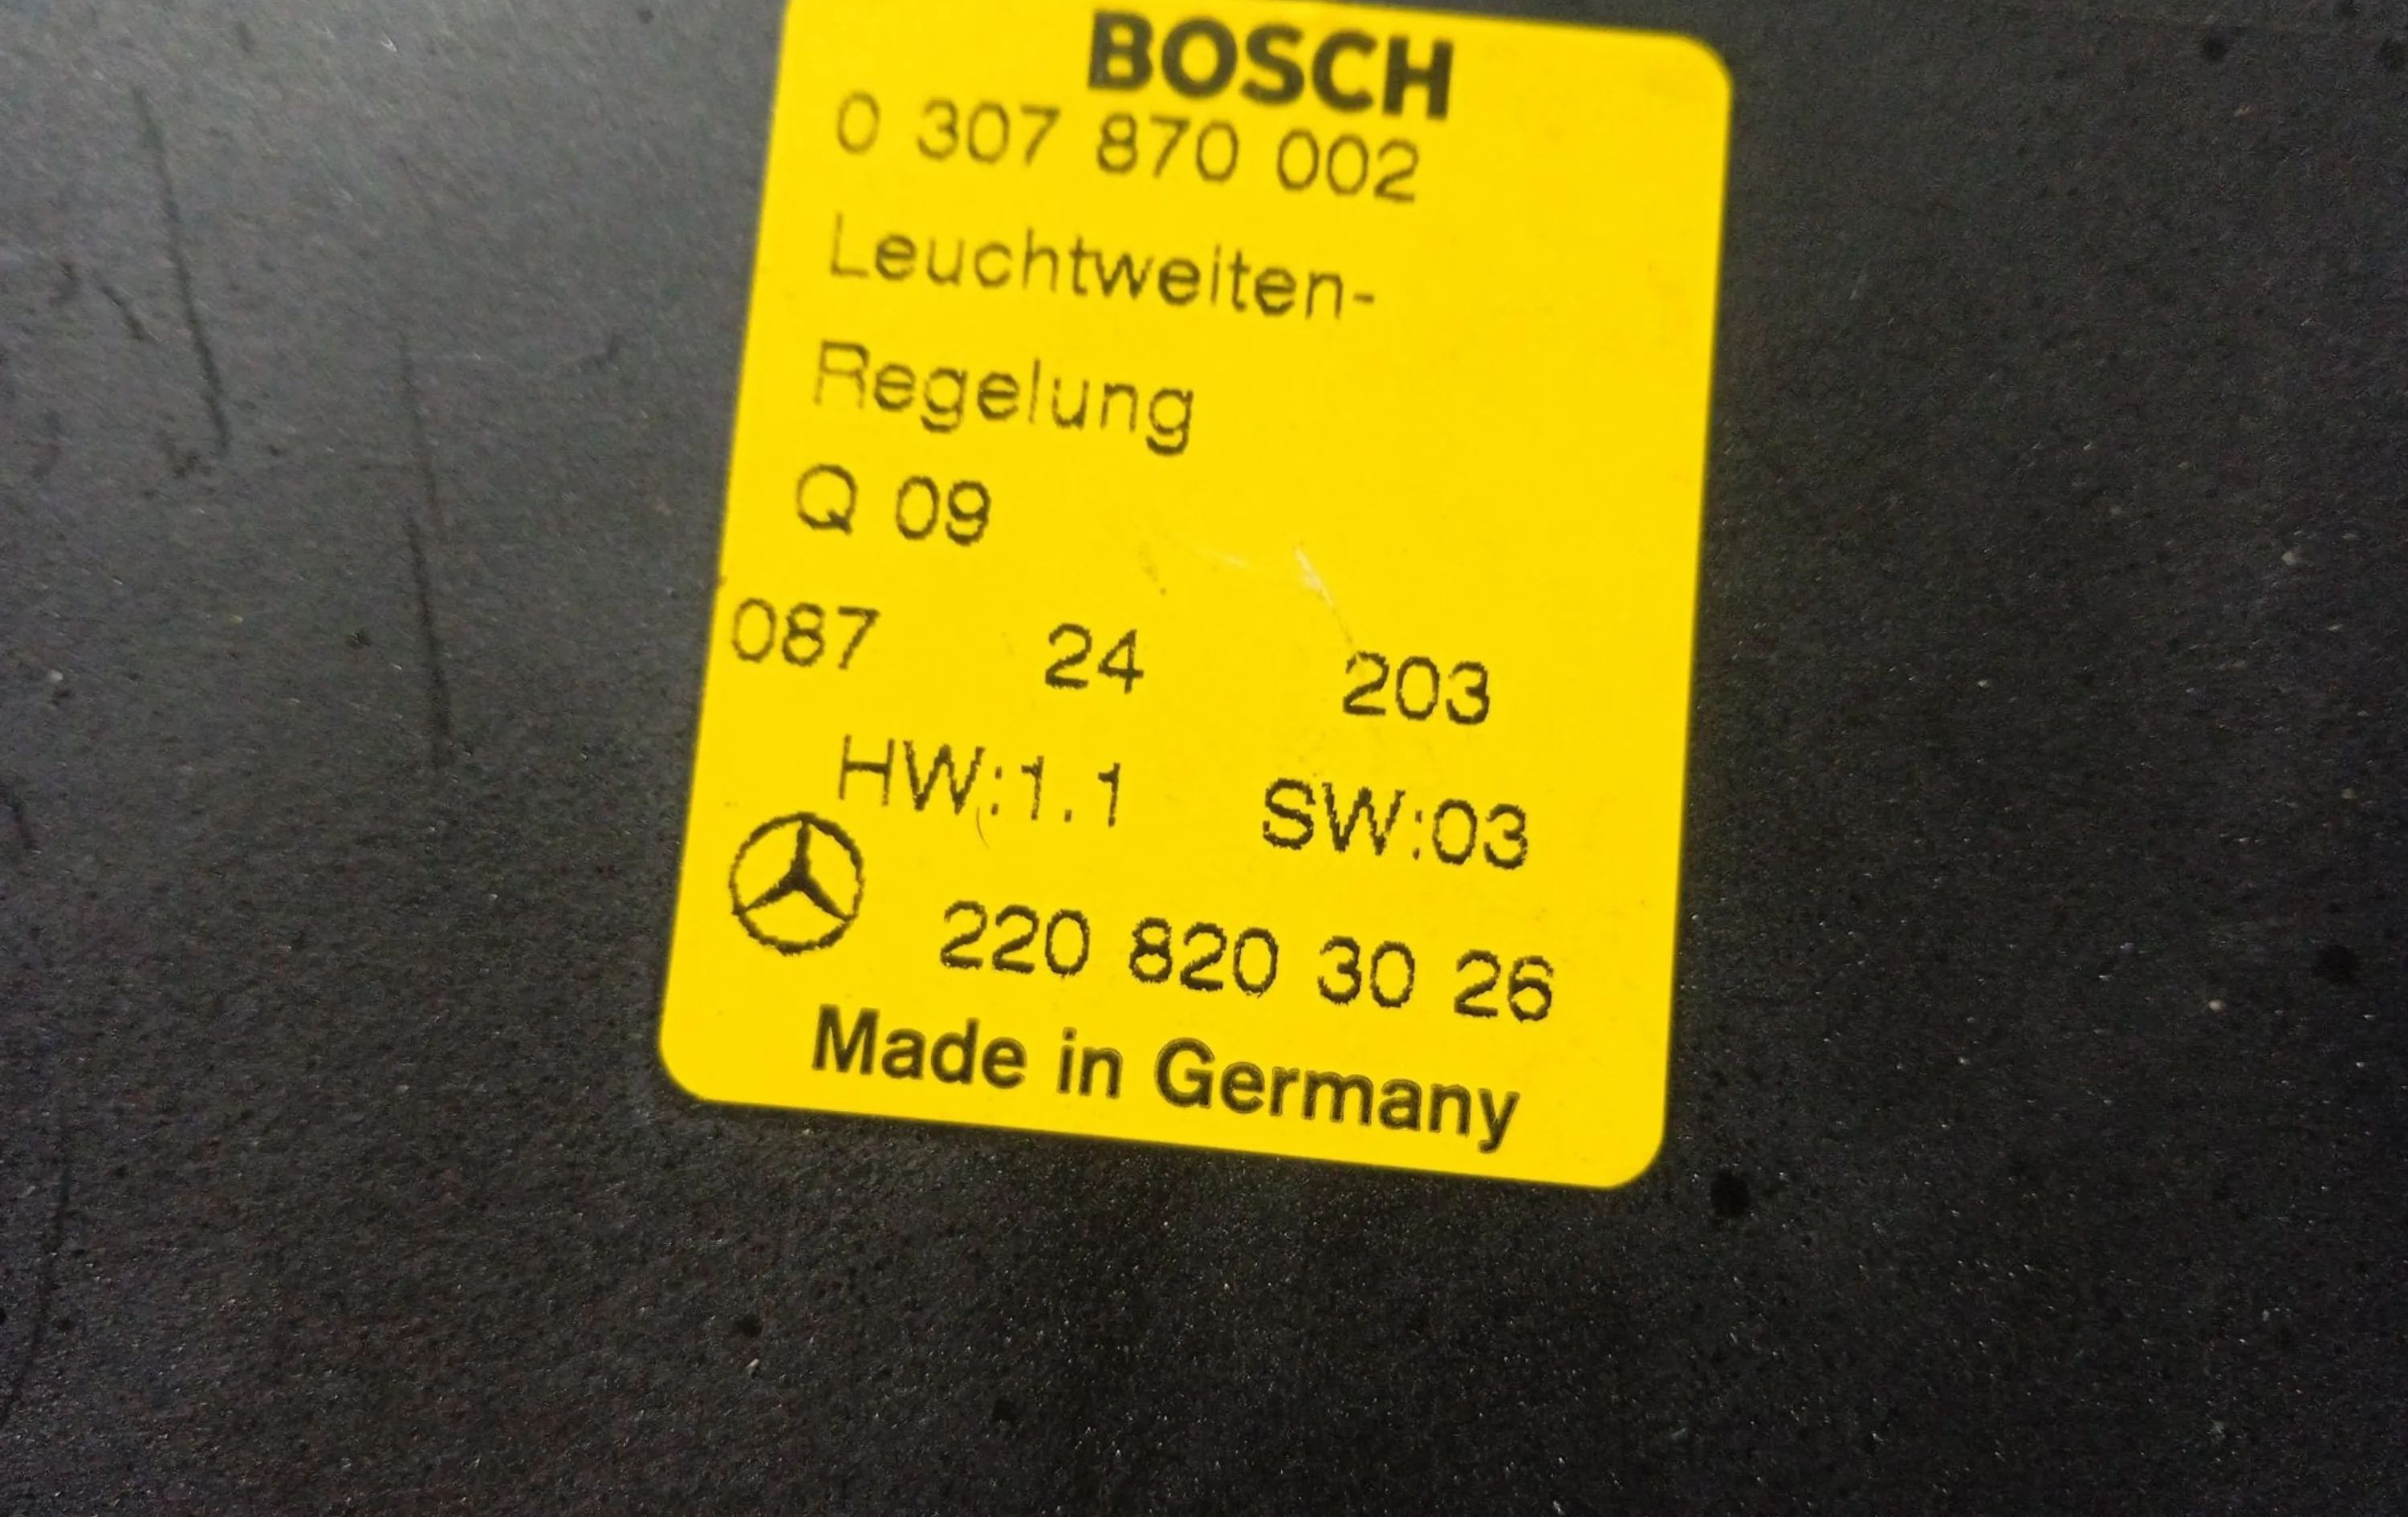 BOSCH
0 307 870 002
Leuchtweiten-
Regelung
Q 09
087 24 203
HW:1.1 SW:03
220 820 30 26
Made in Germany